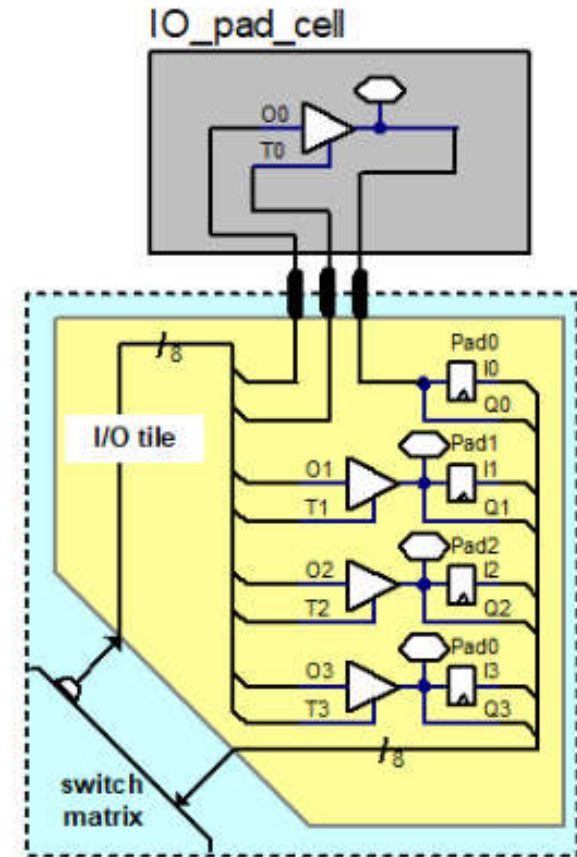 IO_pad_cell
O0
T0
8
Pad0
I0
Q0
I/O tile
Pad1
O1
I1
T1
Q1
Pad2
O2
I2
T2
Q2
Pad0
O3
I3
T3
Q3
8
switch
matrix